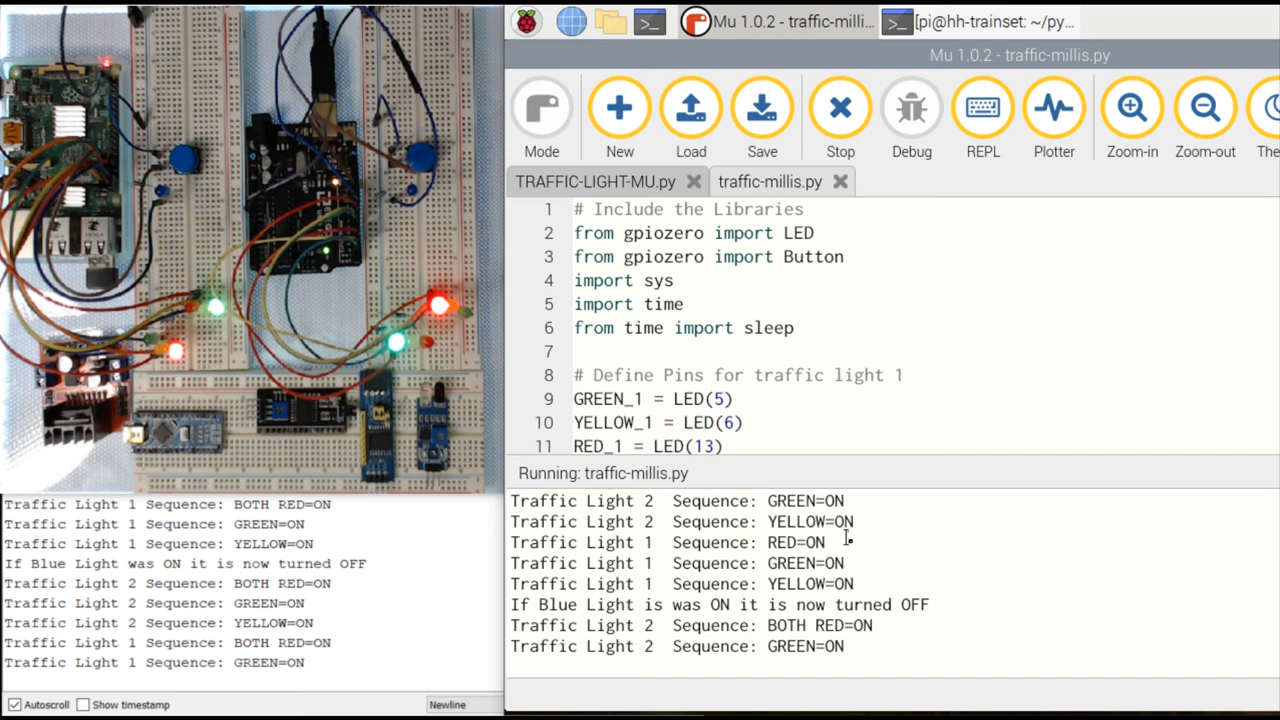 Mu 1.0.2 - traffic-milli...
[pi@hh-trainset: ~/py...
Mu 1.0.2 - traffic-millis.py
Mode
New
Load
Save
Stop
Debug
REPL
Plotter
Zoom-in
Zoom-out
The
TRAFFIC-LIGHT-MU.py
traffic-millis.py
1 # Include the Libraries
2 from gpiozero import LED
3 from gpiozero import Button
4 import sys
5 import time
6 from time import sleep
7
8 # Define Pins for traffic light 1
9 GREEN_1 = LED(5)
10 YELLOW_1 = LED(6)
11 RED_1 = LED(13)
Running: traffic-millis.py
Traffic Light 2 Sequence: GREEN=ON
Traffic Light 2 Sequence: YELLOW=ON
Traffic Light 1 Sequence: RED=ON
Traffic Light 1 Sequence: GREEN=ON
Traffic Light 1 Sequence: YELLOW=ON
If Blue Light is was ON it is now turned OFF
Traffic Light 2 Sequence: BOTH RED=ON
Traffic Light 2 Sequence: GREEN=ON
Traffic Light 1 Sequence: BOTH RED=ON
Traffic Light 1 Sequence: GREEN=ON
Traffic Light 1 Sequence: YELLOW=ON
If Blue Light was ON it is now turned OFF
Traffic Light 2 Sequence: BOTH RED=ON
Traffic Light 2 Sequence: GREEN=ON
Traffic Light 2 Sequence: YELLOW=ON
Traffic Light 1 Sequence: BOTH RED=ON
Traffic Light 1 Sequence: GREEN=ON
Autoscroll
Show timestamp
Newline